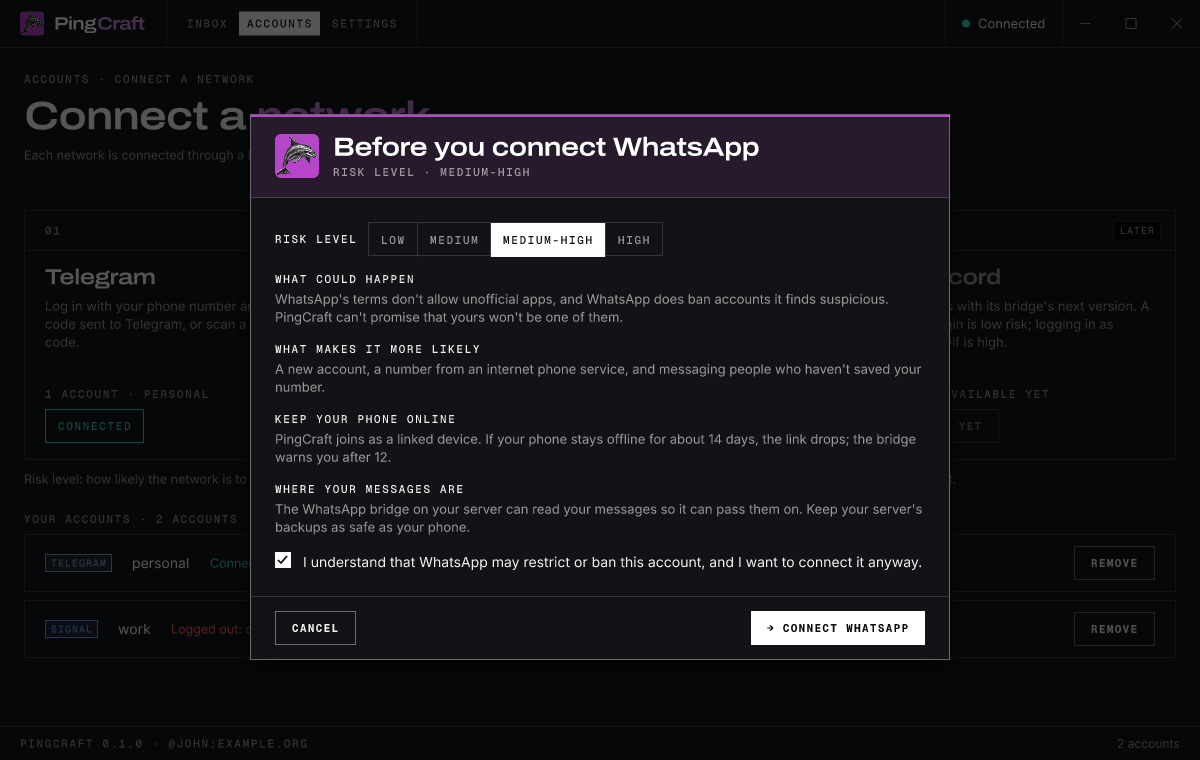 PingCraft
INBOX
ACCOUNTS
SETTINGS
Connected
ACCOUNTS · CONNECT A NETWORK
Connect a network
Each network is connected through a
Before you connect WhatsApp
RISK LEVEL · MEDIUM-HIGH
RISK LEVEL
LOW
MEDIUM
MEDIUM-HIGH
HIGH
WHAT COULD HAPPEN
WhatsApp's terms don't allow unofficial apps, and WhatsApp does ban accounts it finds suspicious.
PingCraft can't promise that yours won't be one of them.
WHAT MAKES IT MORE LIKELY
A new account, a number from an internet phone service, and messaging people who haven't saved your
number.
KEEP YOUR PHONE ONLINE
PingCraft joins as a linked device. If your phone stays offline for about 14 days, the link drops; the bridge
warns you after 12.
WHERE YOUR MESSAGES ARE
The WhatsApp bridge on your server can read your messages so it can pass them on. Keep your server's
backups as safe as your phone.
I understand that WhatsApp may restrict or ban this account, and I want to connect it anyway.
CANCEL
→ CONNECT WHATSAPP
01
Telegram
Log in with your phone number
code sent to Telegram, or scan a
code.
1 ACCOUNT · PERSONAL
CONNECTED
LATER
cord
with its bridge's next version. A
is low risk; logging in as
is high.
VAILABLE YET
YET
Risk level: how likely the network is to
YOUR ACCOUNTS · 2 ACCOUNTS
TELEGRAM
personal
Conne
REMOVE
SIGNAL
work
Logged out:
REMOVE
PINGCRAFT 0.1.0 · @JOHN:EXAMPLE.ORG
2 accounts